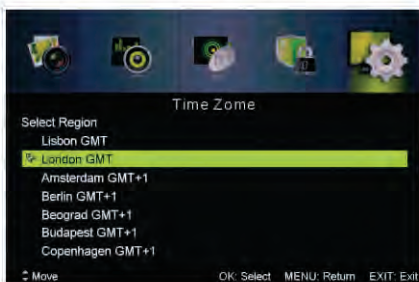 Time Zome
Select Region
Lisbon GMT
London GMT
Amsterdam GMT+1
Berlin GMT+1
Beograd GMT+1
Budapest GMT+1
Copenhagen GMT+1
Move OK: Select MENU: Return EXIT: Exit